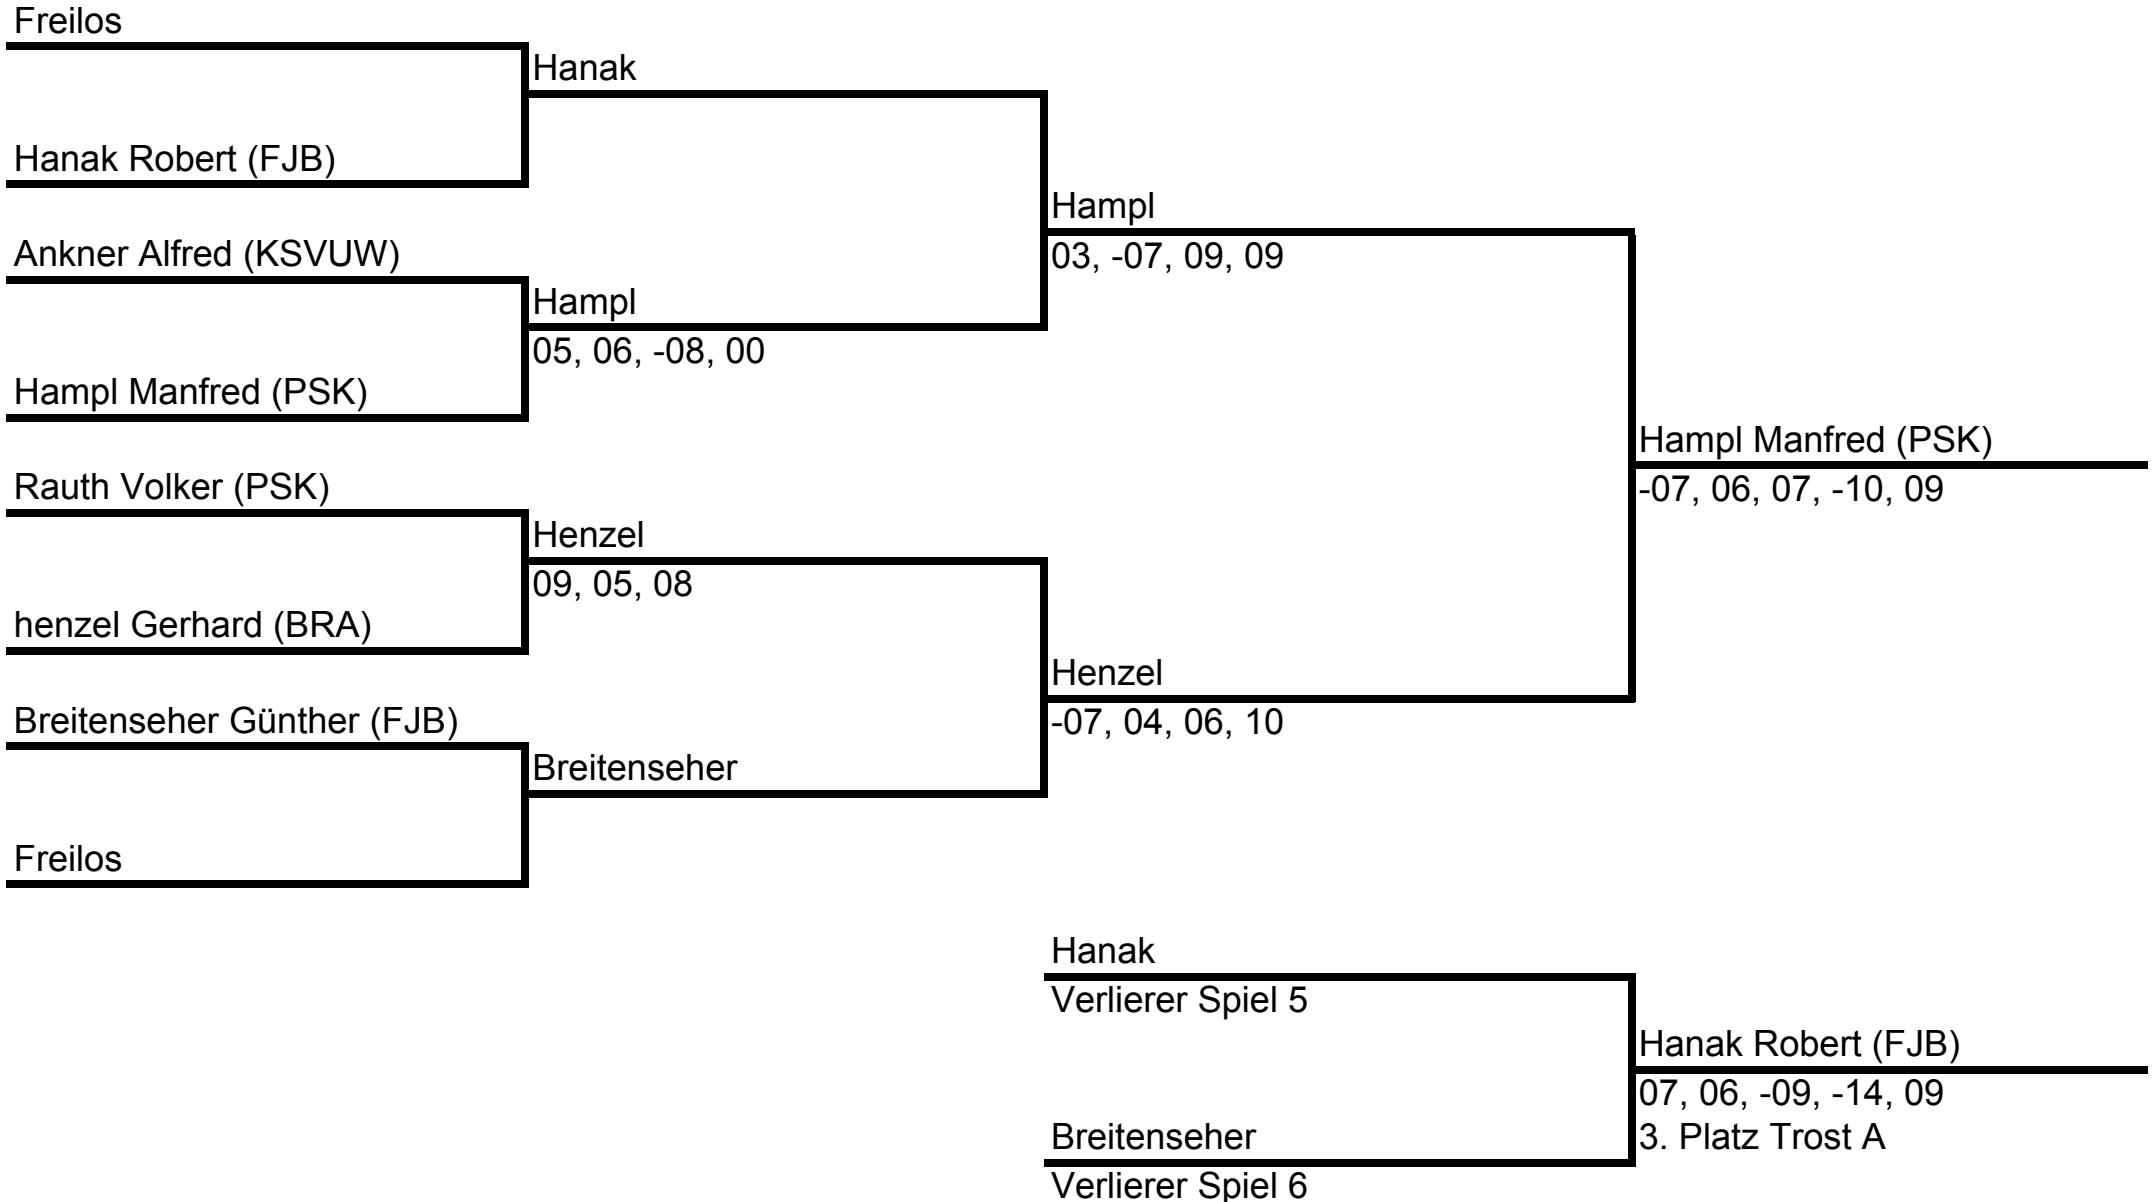 Freilos
Hanak
Hanak Robert (FJB)
Hampl
03, -07, 09, 09
Ankner Alfred (KSVUW)
Hampl
05, 06, -08, 00
Hampl Manfred (PSK)
Hampl Manfred (PSK)
-07, 06, 07, -10, 09
Rauth Volker (PSK)
Henzel
09, 05, 08
henzel Gerhard (BRA)
Henzel
-07, 04, 06, 10
Breitenseher Günther (FJB)
Breitenseher
Freilos
Hanak
Verlierer Spiel 5
Hanak Robert (FJB)
07, 06, -09, -14, 09
Breitenseher
3. Platz Trost A
Verlierer Spiel 6